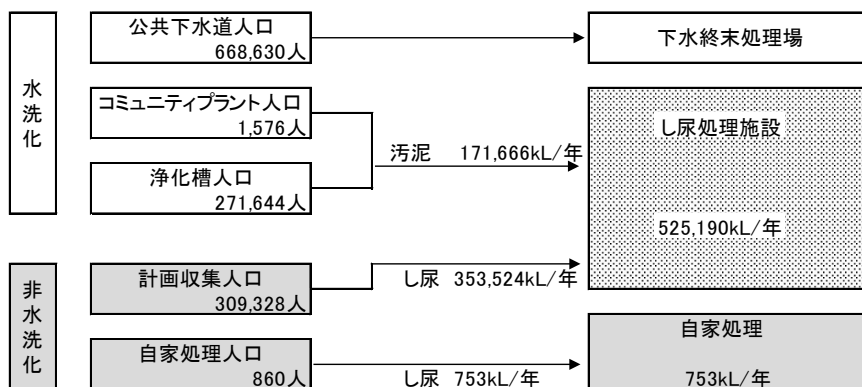 水洗化
公共下水道人口
668,630人
下水終末処理場
コミュニティプラント人口
1,576人
浄化槽人口
271,644人
汚泥 171,666kL/年
し尿処理施設
525,190kL/年
非水洗化
計画収集人口
309,328人
し尿 353,524kL/年
自家処理人口
860人
し尿 753kL/年
自家処理
753kL/年